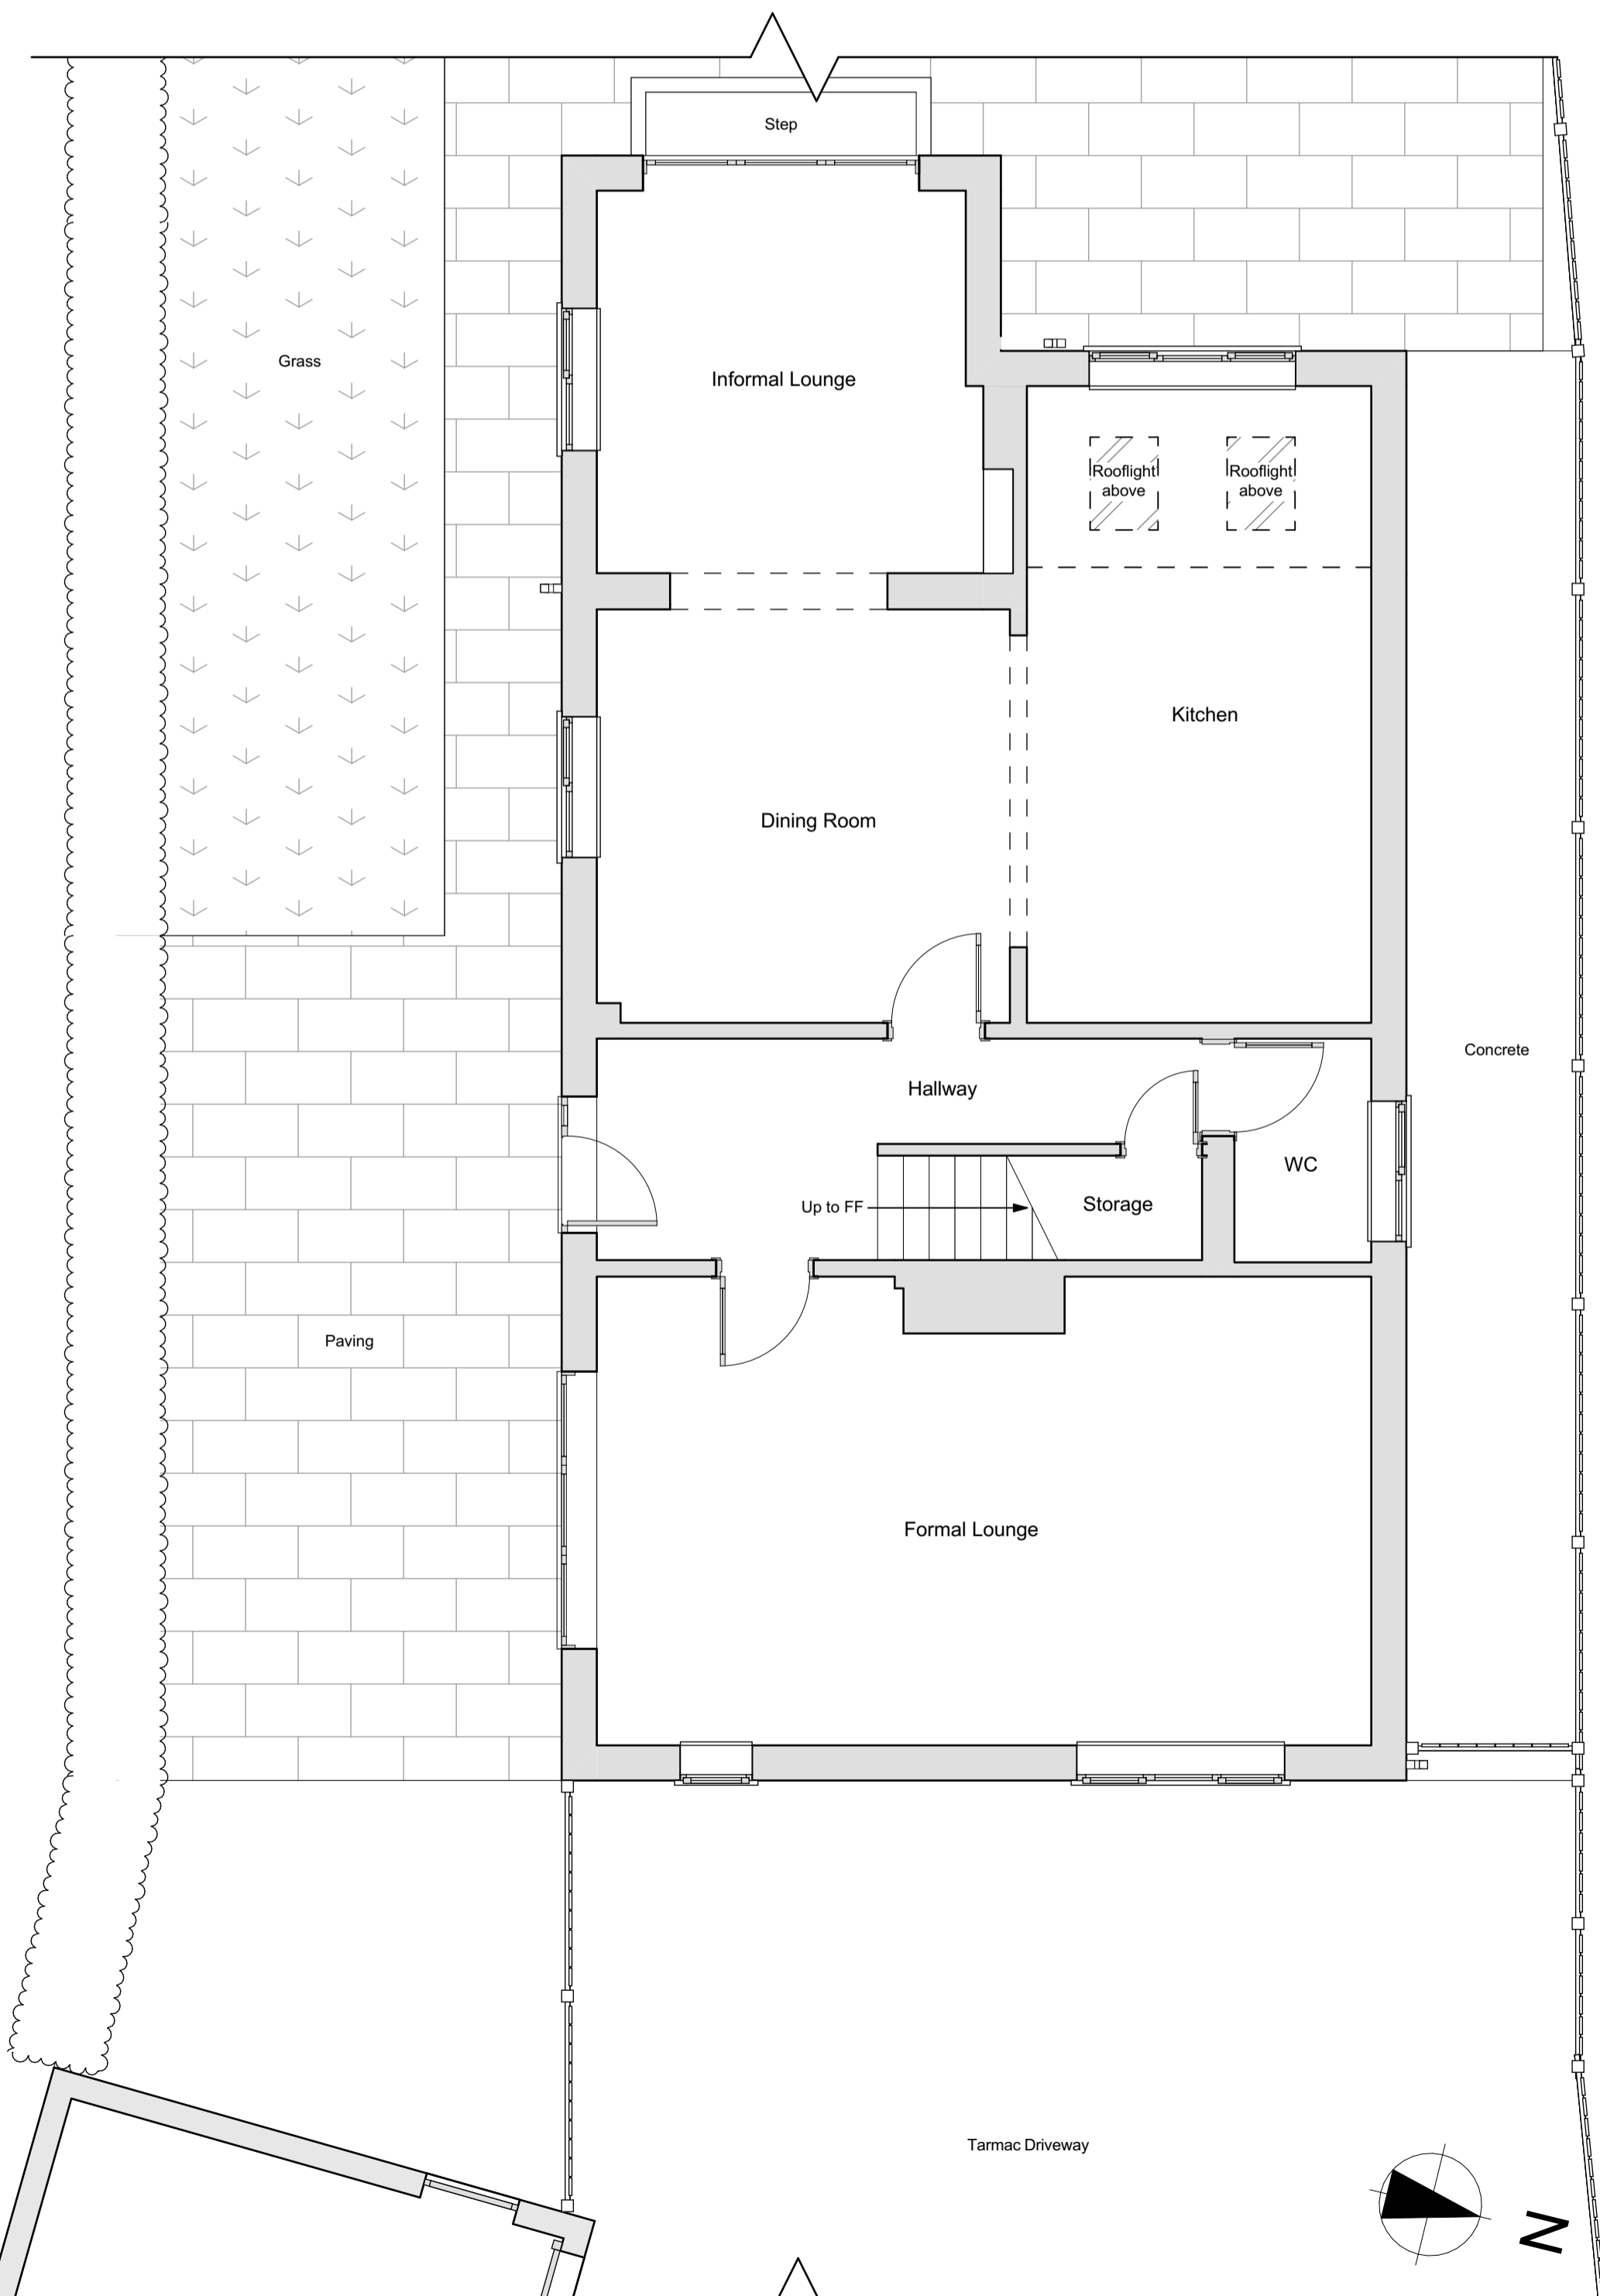 Step
Grass
Informal Lounge
Rooflight
above
Rooflight
above
Kitchen
Dining Room
Concrete
Hallway
WC
Up to FF
Storage
Paving
Formal Lounge
Tarmac Driveway
N